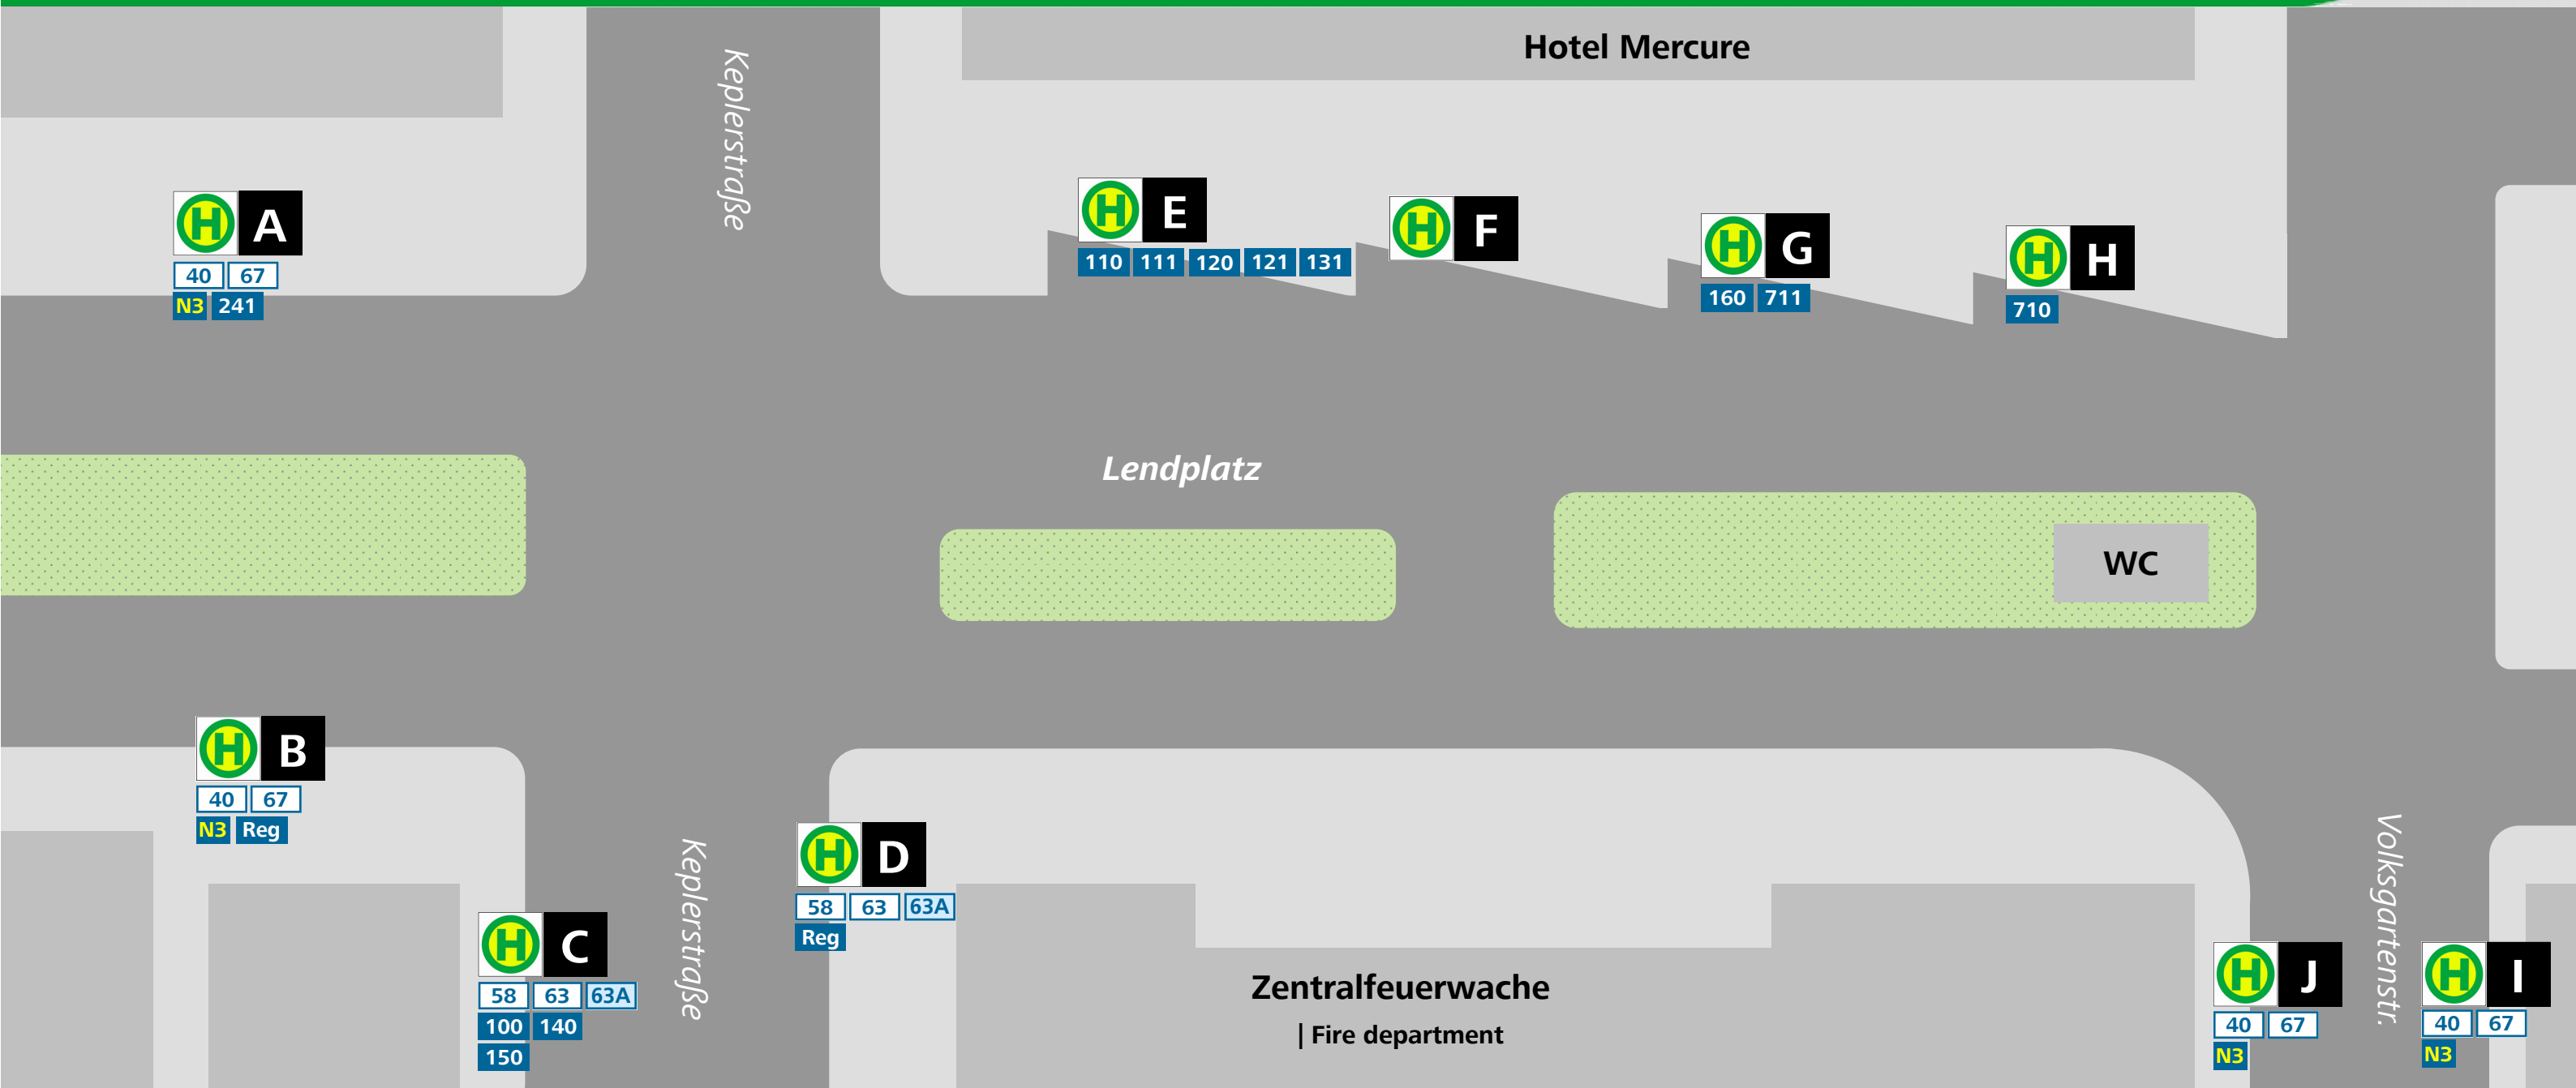 Hotel Mercure
Keplerstraße
H A
40 67
N3 241
H E
110 111 120 121 131
H F
H G
160 711
H H
710
Lendplatz
WC
H B
40 67
N3 Reg
H C
58 63 63A
100 140
150
Keplerstraße
H D
58 63 63A
Reg
Zentralfeuerwache
| Fire department
Volksgartenstr.
H J
40 67
N3
H I
40 67
N3